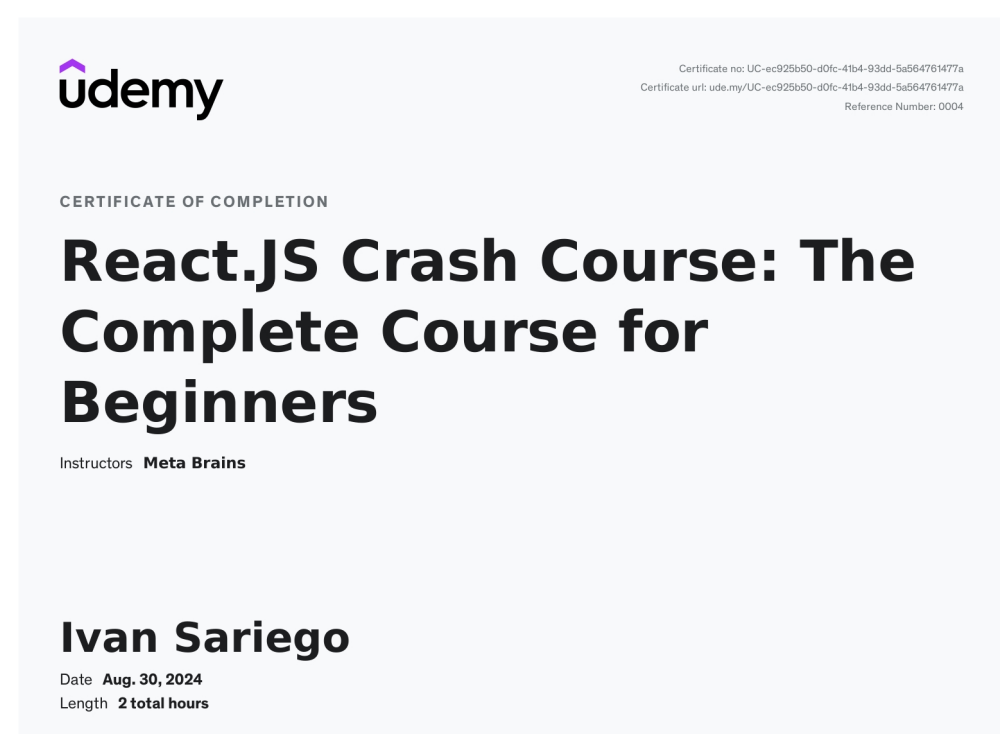 udemy
Certificate no: UC-ec925b50-d0fc-41b4-93dd-5a564761477a
Certificate url: ude.my/UC-ec925b50-d0fc-41b4-93dd-5a564761477a
Reference Number: 0004
CERTIFICATE OF COMPLETION
React.JS Crash Course: The
Complete Course for
Beginners
Instructors Meta Brains
Ivan Sariego
Date Aug. 30, 2024
Length 2 total hours